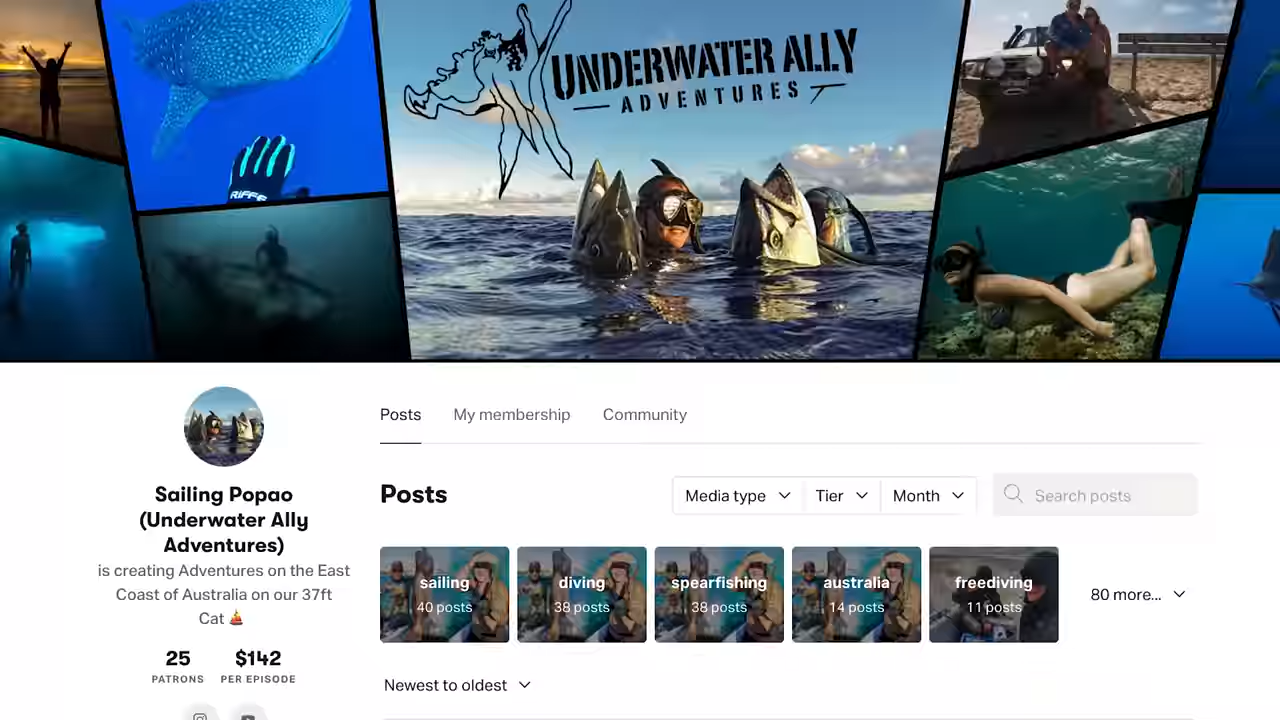 UNDERWATER ALLY
ADVENTURES
RIFFE
Posts
My membership
Community
Sailing Popao
(Underwater Ally
Adventures)
is creating Adventures on the East
Coast of Australia on our 37ft
Cat ⛵
25
PATRONS
$142
PER EPISODE
Posts
Media type
Tier
Month
Search posts
sailing
40 posts
diving
38 posts
spearfishing
38 posts
australia
14 posts
freediving
11 posts
80 more...
Newest to oldest